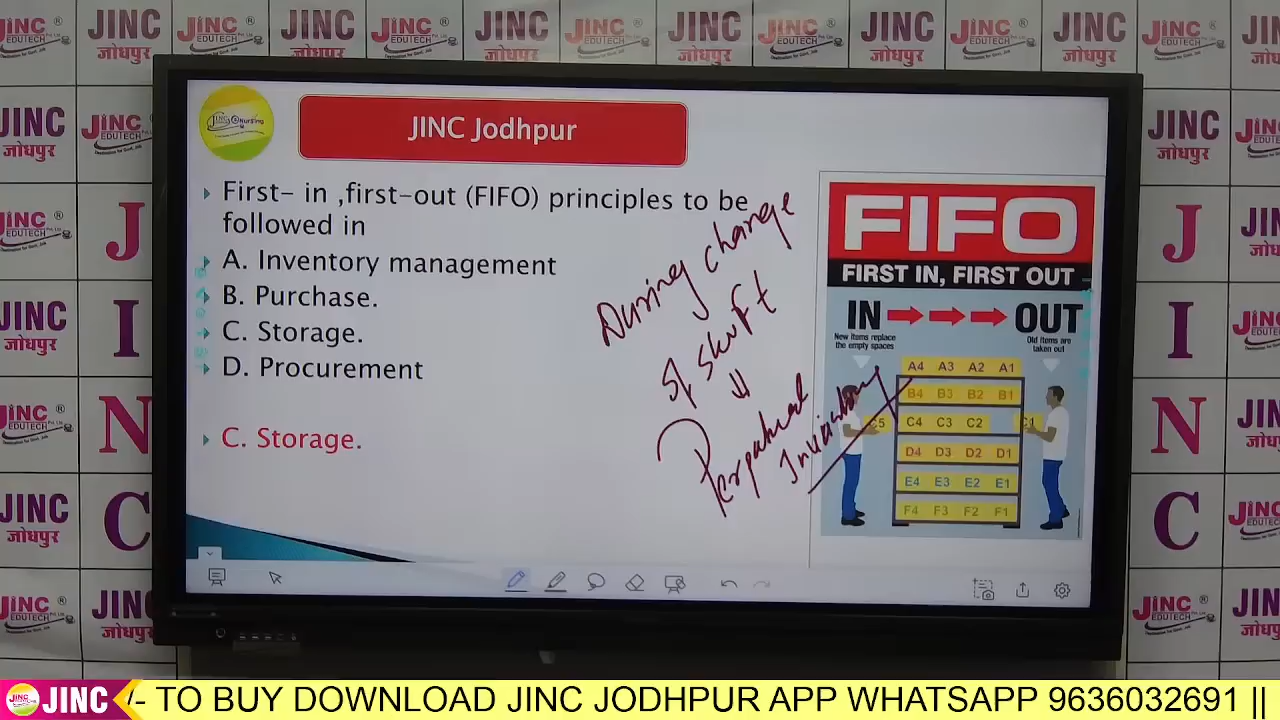 JINC Jodhpur
First- in ,first-out (FIFO) principles to be
followed in
A. Inventory management
B. Purchase.
C. Storage.
D. Procurement
C. Storage.
During change
of shift
Perpatual
FIFO
FIRST IN, FIRST OUT
IN OUT
New items replace
the empty spaces
Old items are
taken out
A4 A3 A2 A1
B4 B3 B2 B1
C5 C4 C3 C2 C1
D4 D3 D2 D1
E4 E3 E2 E1
F4 F3 F2 F1
JINC
EDUTECH
जोधपुर
J
I
N
C
JINC
TO BUY DOWNLOAD JINC JODHPUR APP WHATSAPP 9636032691 ||